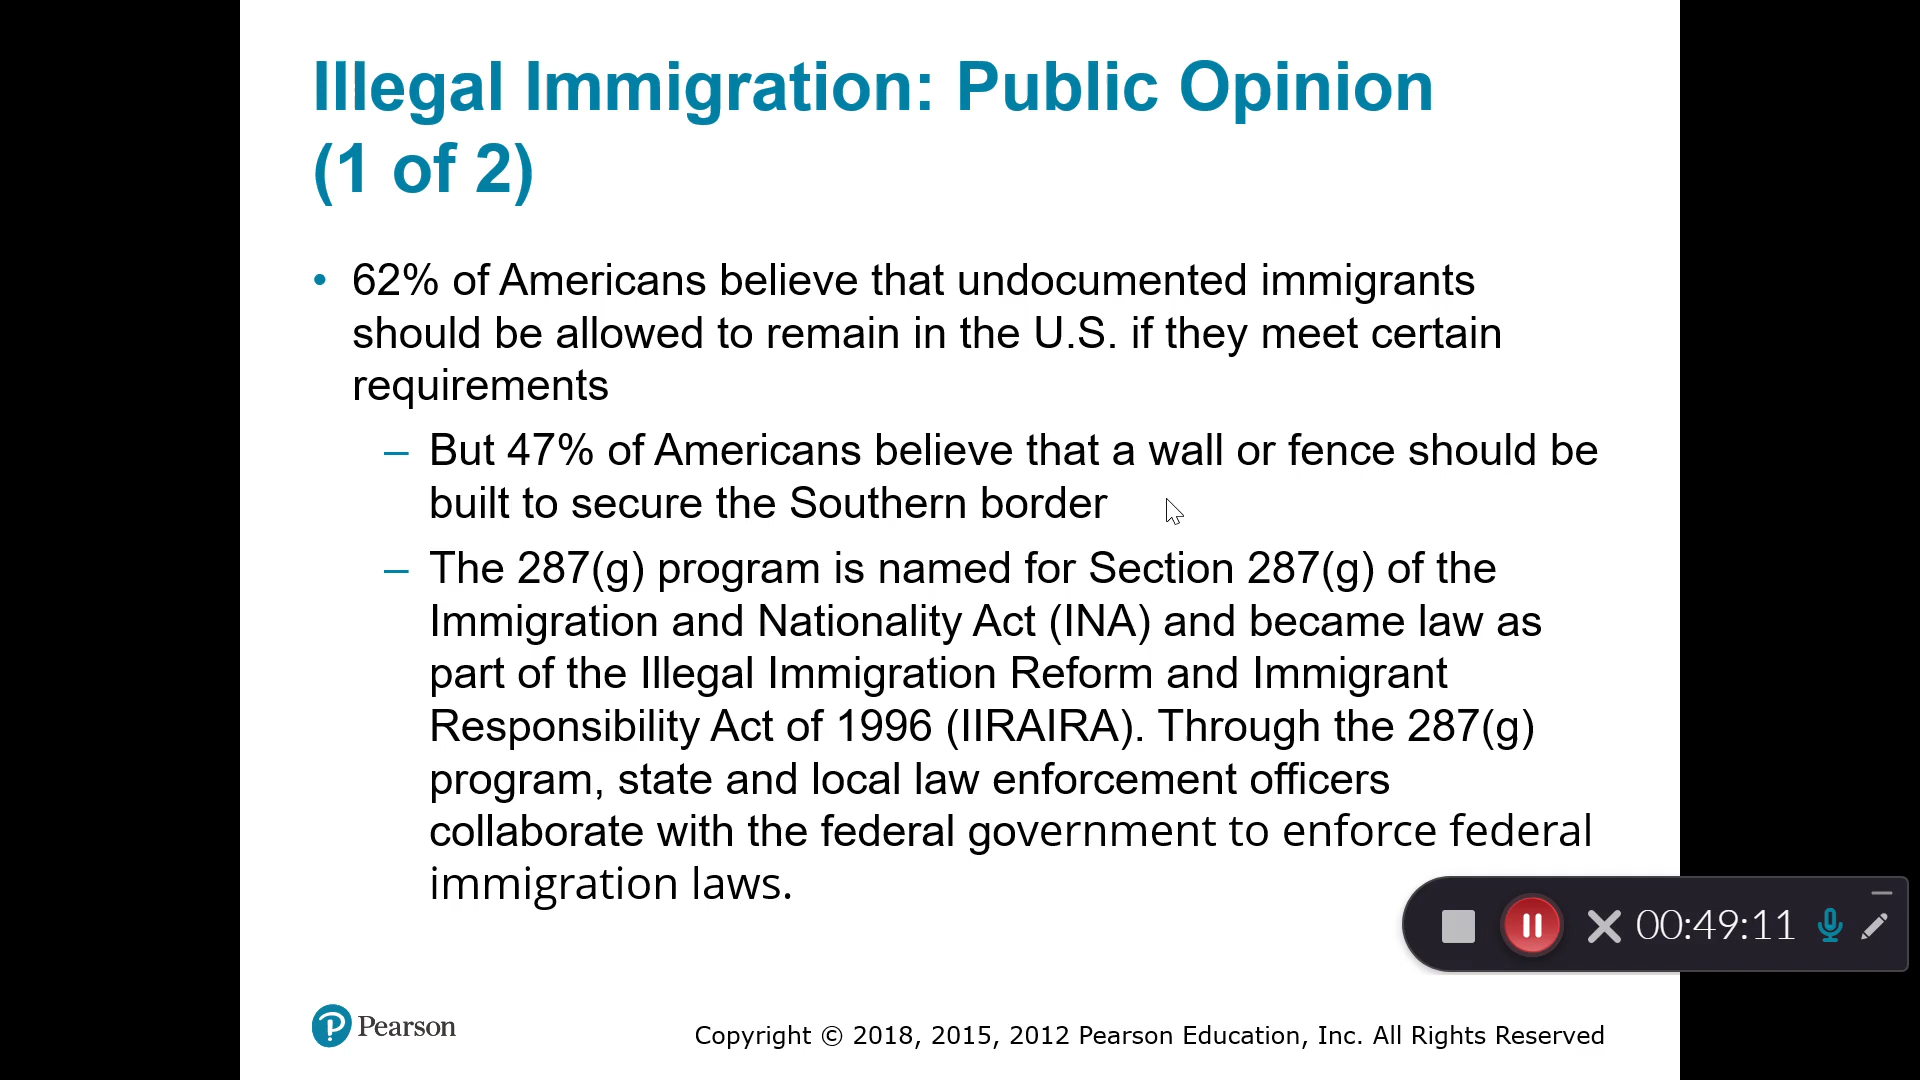 Illegal Immigration: Public Opinion
(1 of 2)
• 62% of Americans believe that undocumented immigrants
should be allowed to remain in the U.S. if they meet certain
requirements
– But 47% of Americans believe that a wall or fence should be
built to secure the Southern border
– The 287(g) program is named for Section 287(g) of the
Immigration and Nationality Act (INA) and became law as
part of the Illegal Immigration Reform and Immigrant
Responsibility Act of 1996 (IIRAIRA). Through the 287(g)
program, state and local law enforcement officers
collaborate with the federal government to enforce federal
immigration laws.
00:49:11
Pearson
Copyright © 2018, 2015, 2012 Pearson Education, Inc. All Rights Reserved